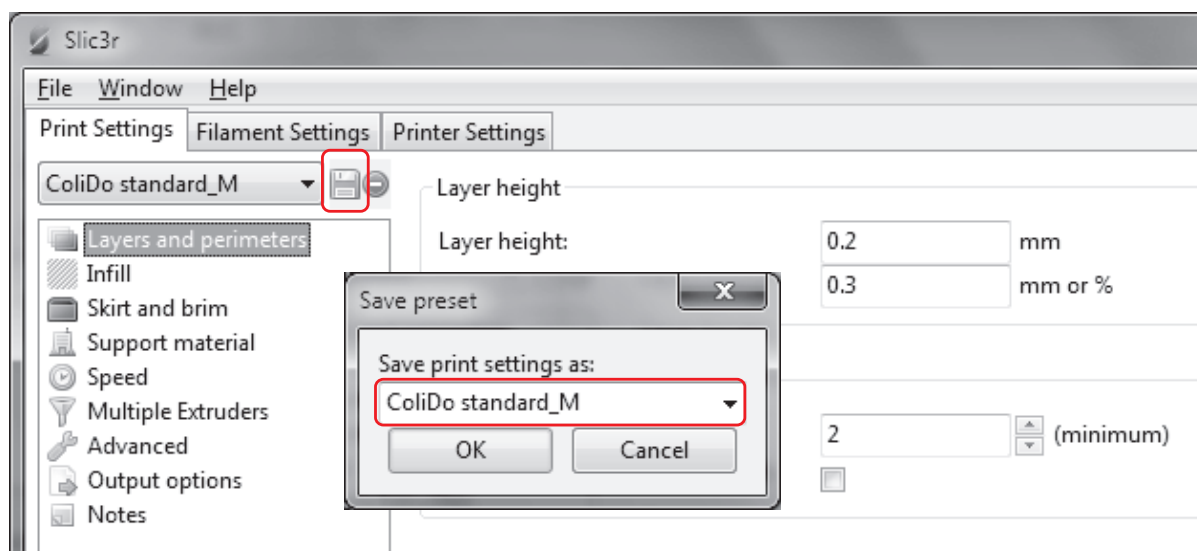 Slic3r
File Window Help
Print Settings Filament Settings Printer Settings
ColiDo standard_M
Layer height
Layers and perimeters
Layer height: 0.2 mm
Infill
0.3 mm or %
Skirt and brim
Support material
Speed
Multiple Extruders
2 (minimum)
Advanced
Output options
Notes
Save preset
X
Save print settings as:
ColiDo standard_M
OK Cancel